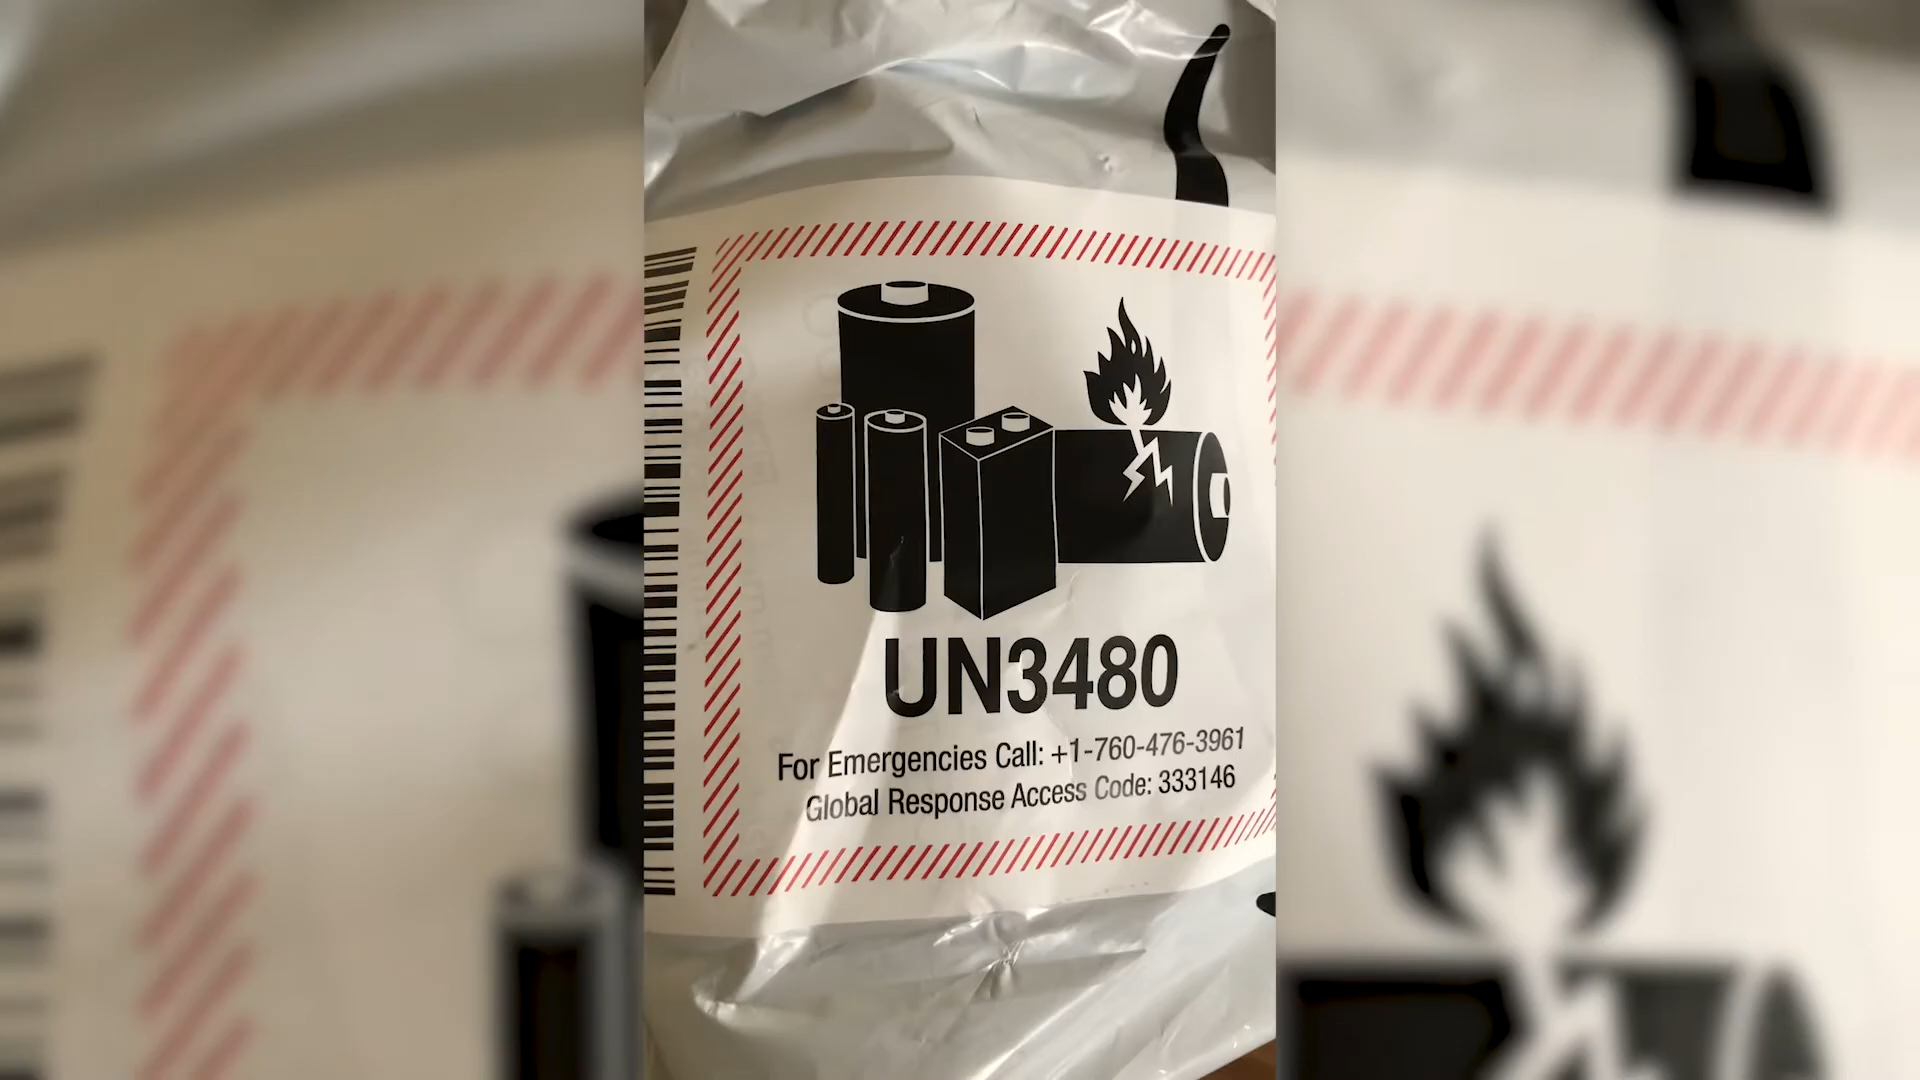 UN3480
For Emergencies Call: +1-760-476-3961
Global Response Access Code: 333146